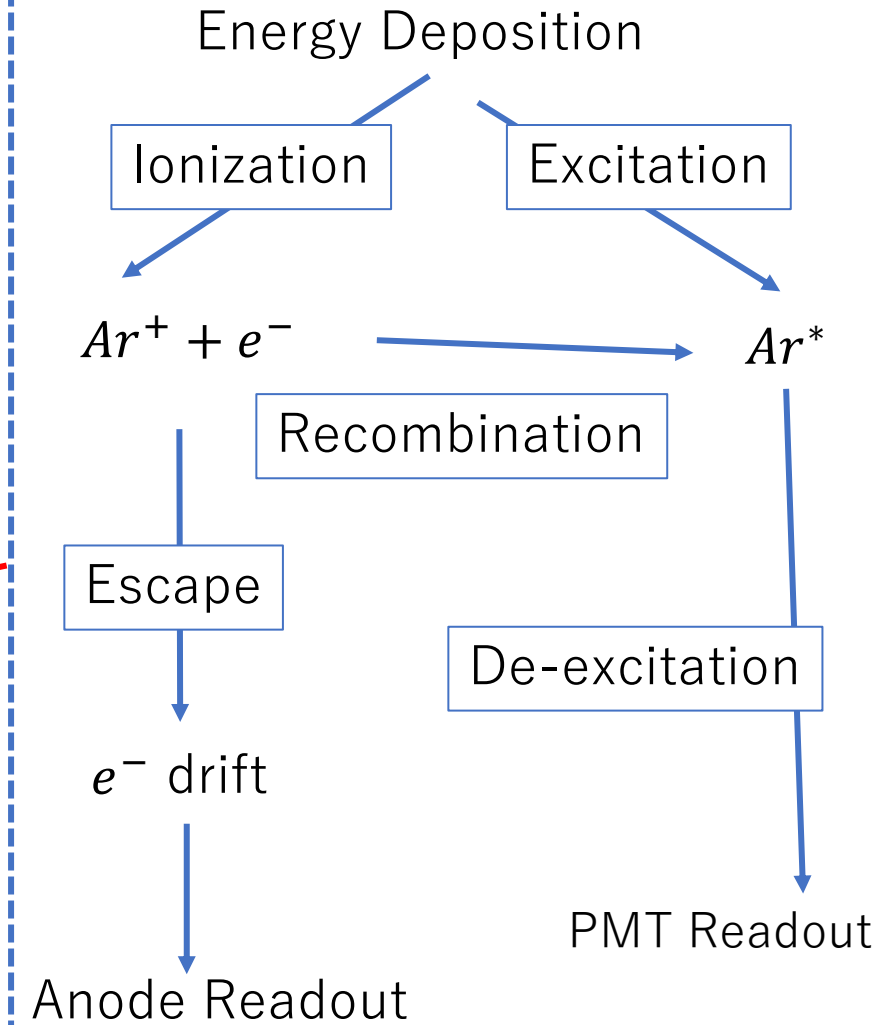 Energy Deposition
Ionization
Excitation
Ar⁺ + e⁻
Ar*
Recombination
Escape
De-excitation
e⁻ drift
PMT Readout
Anode Readout